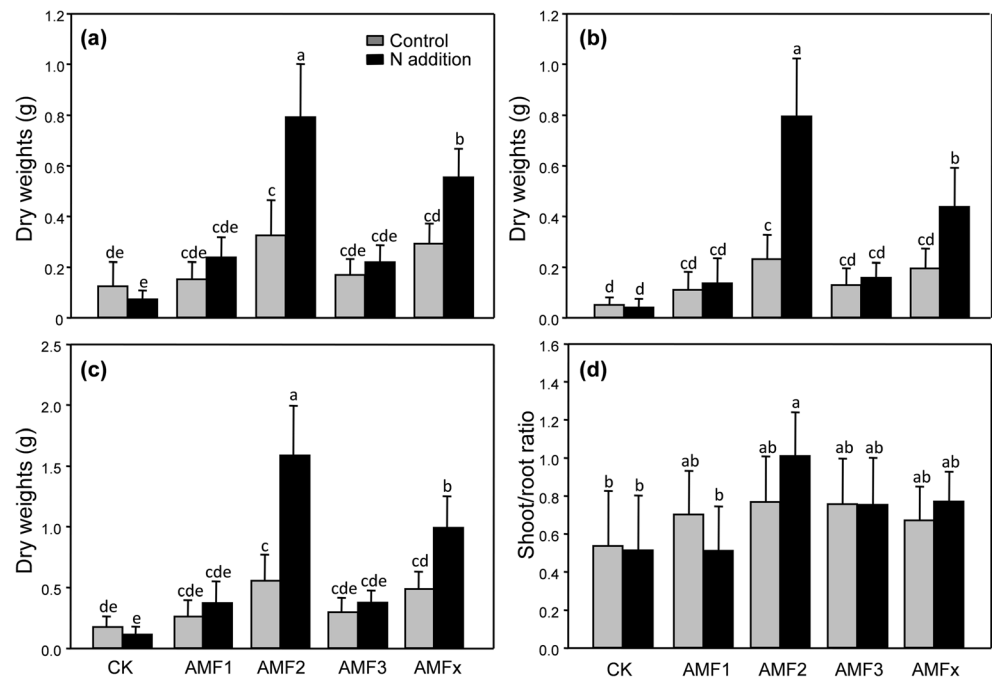 (a)
Control
N addition
Dry weights (g)
1.2
1.0
0.8
0.6
0.4
0.2
0
de
e
cde
cde
c
a
cde
cde
cd
b
(b)
Dry weights (g)
1.2
1.0
0.8
0.6
0.4
0.2
0.0
d
d
cd
cd
c
a
cd
cd
cd
b
(c)
Dry weights (g)
2.5
2.0
1.5
1.0
0.5
0.0
de
e
cde
cde
c
a
cde
cde
cd
b
CK AMF1 AMF2 AMF3 AMFx
(d)
Shoot/root ratio
1.6
1.4
1.2
1.0
0.8
0.6
0.4
0.2
0.0
b
b
ab
b
ab
a
ab
ab
ab
ab
CK AMF1 AMF2 AMF3 AMFx